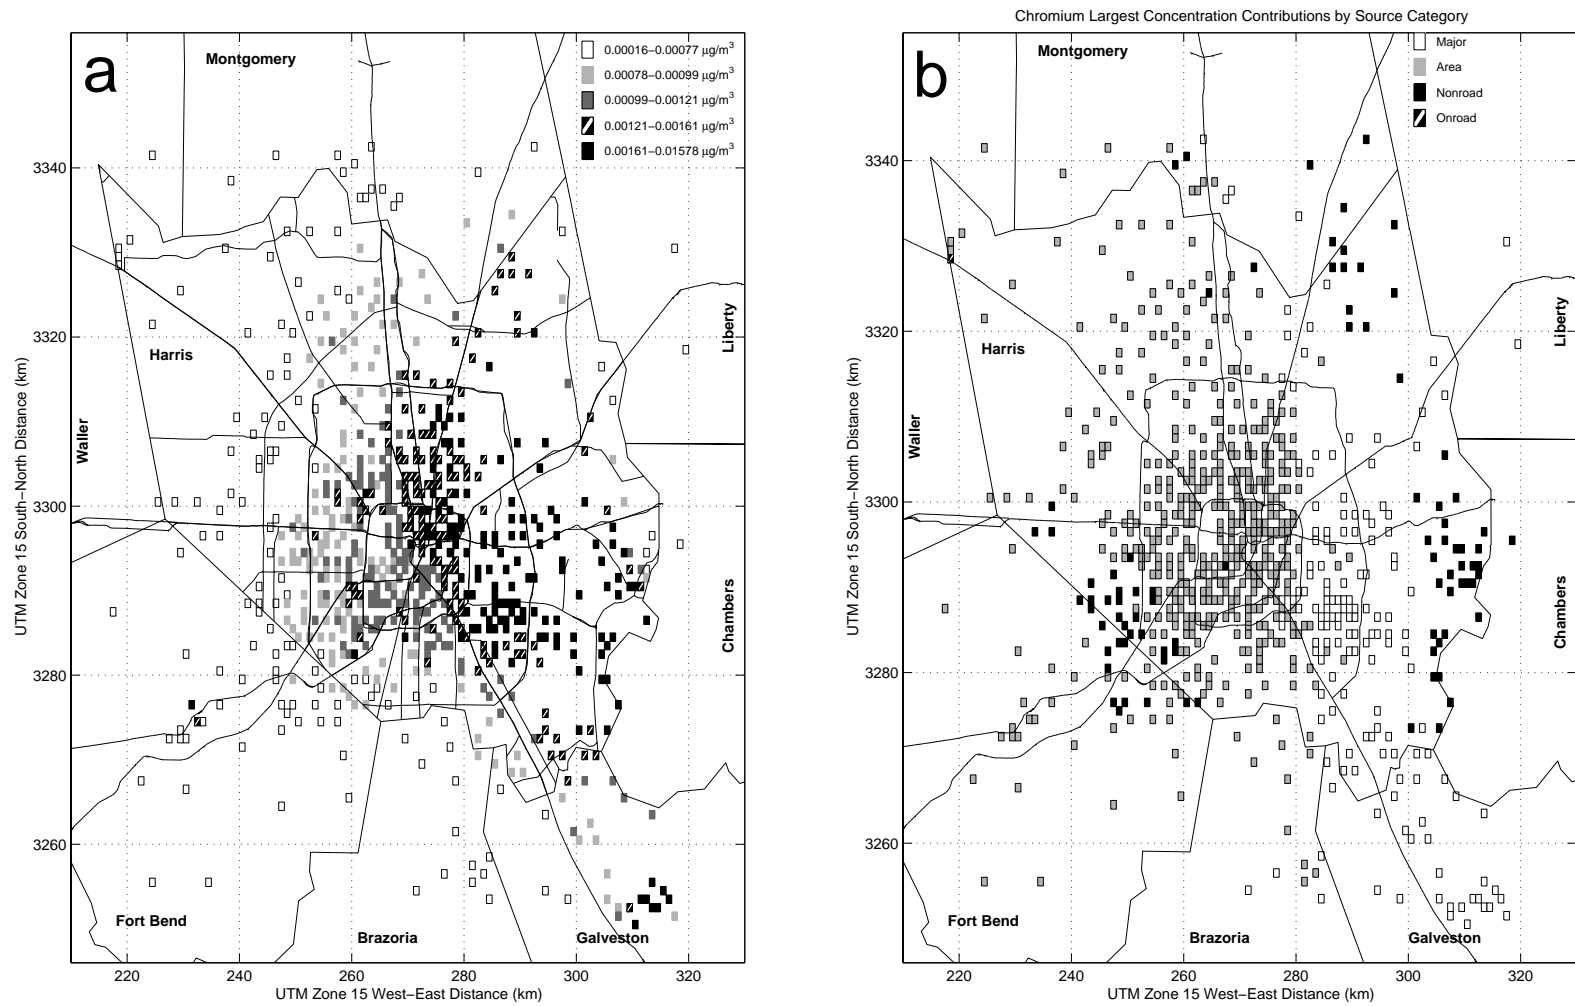 a
Montgomery
0.00016−0.00077 μg/m3
0.00078−0.00099 μg/m3
0.00099−0.00121 μg/m3
0.00121−0.00161 μg/m3
0.00161−0.01578 μg/m3
Harris
Liberty
Waller
Chambers
Fort Bend
Brazoria
Galveston
3340
3320
3300
3280
3260
220
240
260
280
300
320
UTM Zone 15 South−North Distance (km)
UTM Zone 15 West−East Distance (km)
Chromium Largest Concentration Contributions by Source Category
b
Montgomery
Major
Area
Nonroad
Onroad
Harris
Liberty
Waller
Chambers
Fort Bend
Brazoria
Galveston
3340
3320
3300
3280
3260
220
240
260
280
300
320
UTM Zone 15 South−North Distance (km)
UTM Zone 15 West−East Distance (km)